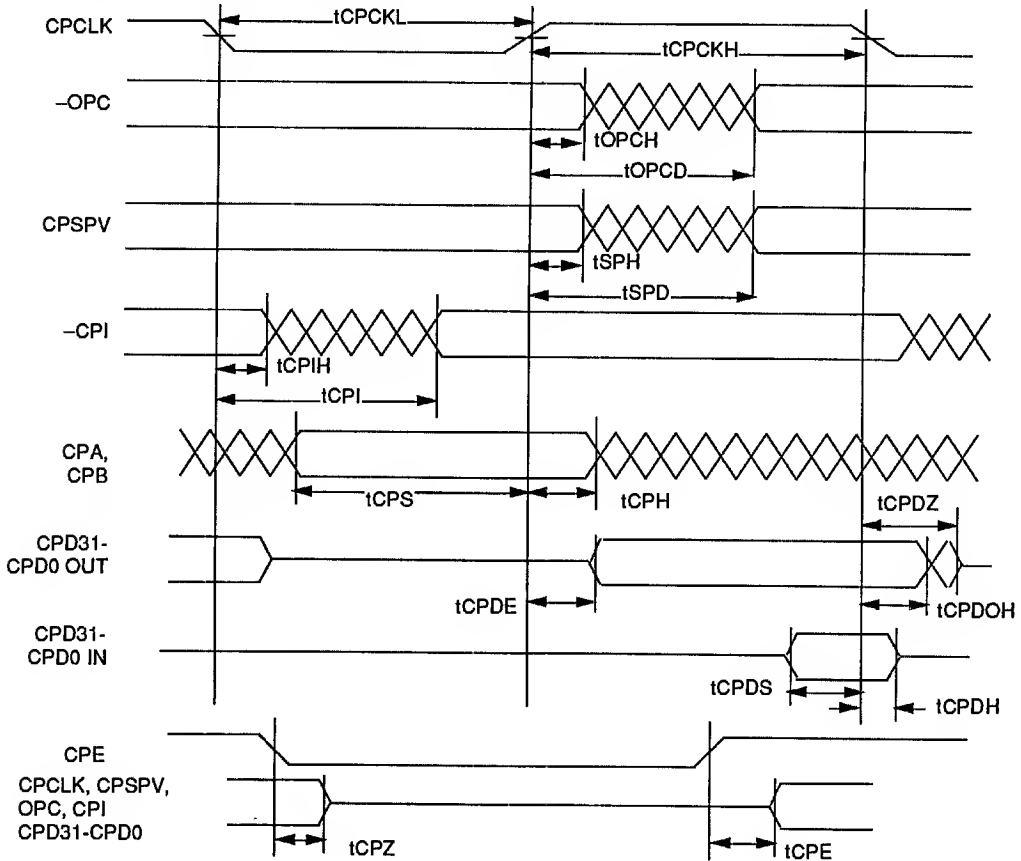 CPCLK
tCPCKL
tCPCKH
–OPC
tOPCH
tOPCD
CPSPV
tSPH
tSPD
–CPI
tCPIH
tCPI
CPA,
CPB
tCPS
tCPH
tCPDZ
CPD31-
CPD0 OUT
tCPDE
tCPDOH
CPD31-
CPD0 IN
tCPDS
tCPDH
CPE
CPCLK, CPSPV,
OPC, CPI
CPD31-CPD0
tCPZ
tCPE